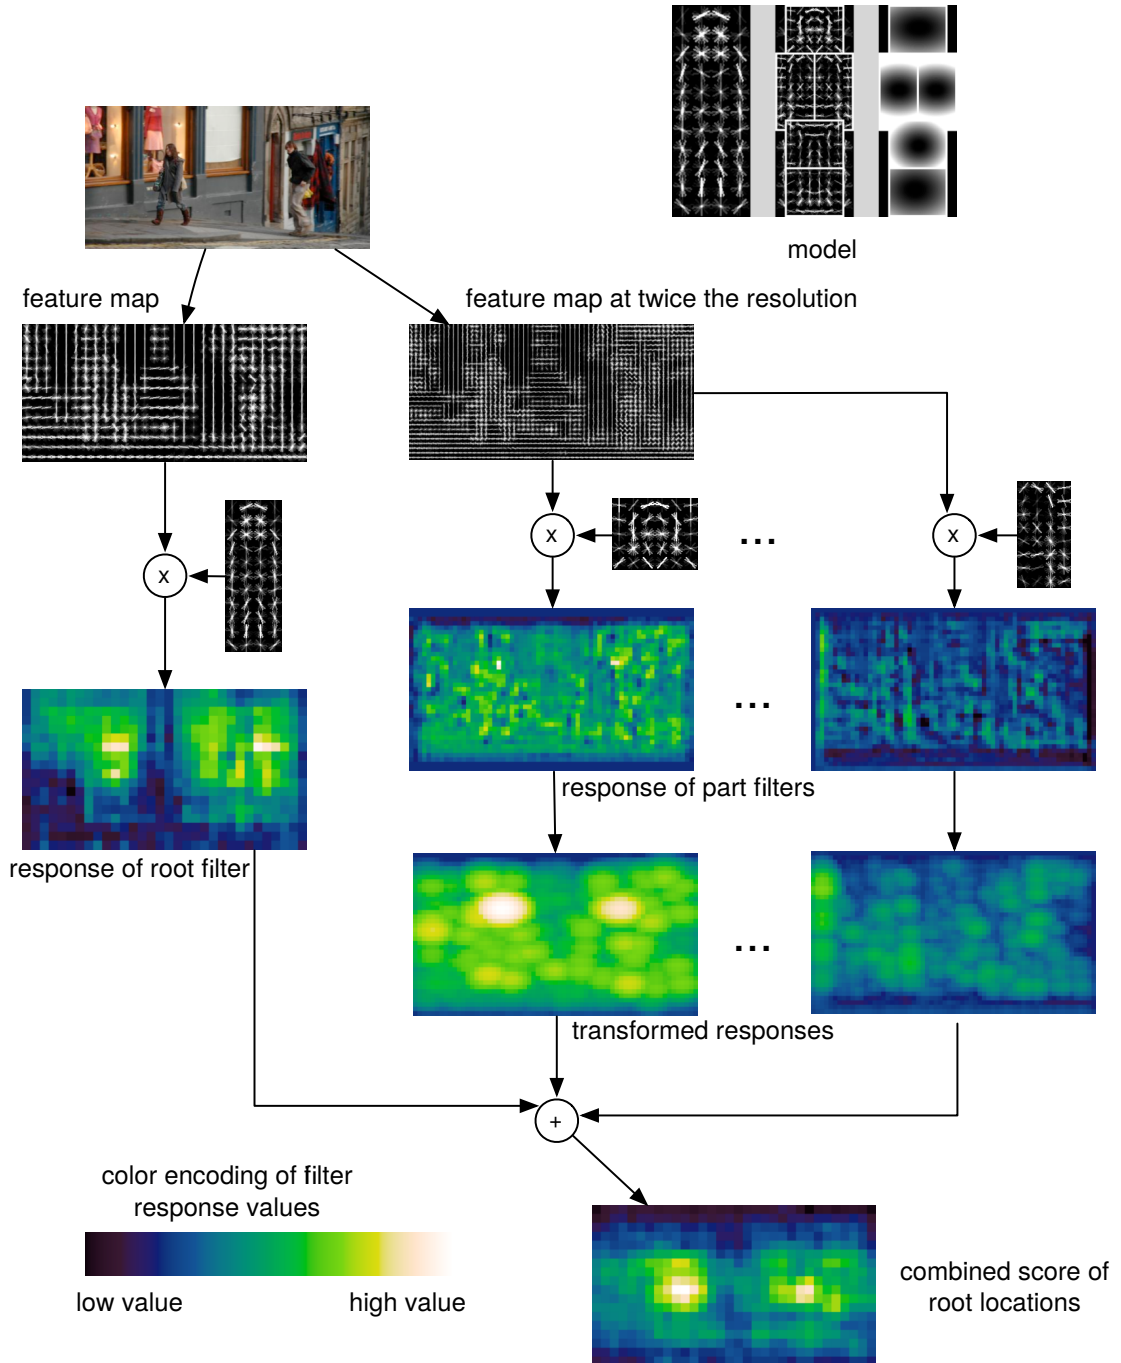 model
feature map
feature map at twice the resolution
x
x
x
...
...
response of part filters
response of root filter
...
transformed responses
+
color encoding of filter
response values
low value
high value
combined score of
root locations